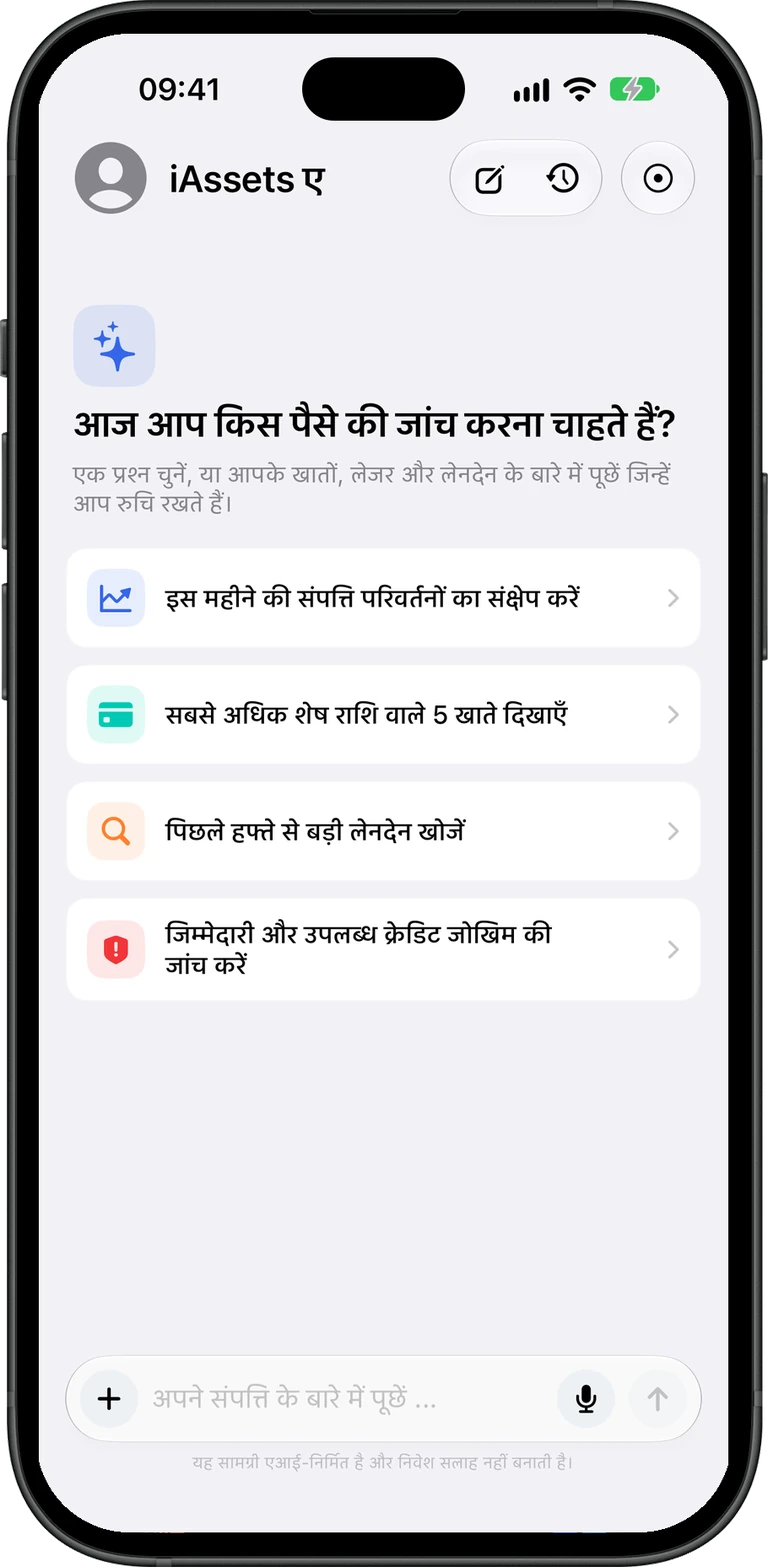 09:41
iAssets ए
आज आप किस पैसे की जांच करना चाहते हैं?
एक प्रश्न चुनें, या आपके खातों, लेजर और लेनदेन के बारे में पूछें जिन्हें
आप रुचि रखते हैं।
इस महीने की संपत्ति परिवर्तनों का संक्षेप करें
सबसे अधिक शेष राशि वाले 5 खाते दिखाएँ
पिछले हफ्ते से बड़ी लेनदेन खोजें
जिम्मेदारी और उपलब्ध क्रेडिट जोखिम की
जांच करें
अपने संपत्ति के बारे में पूछें ...
यह सामग्री एआई-निर्मित है और निवेश सलाह नहीं बनाती है।